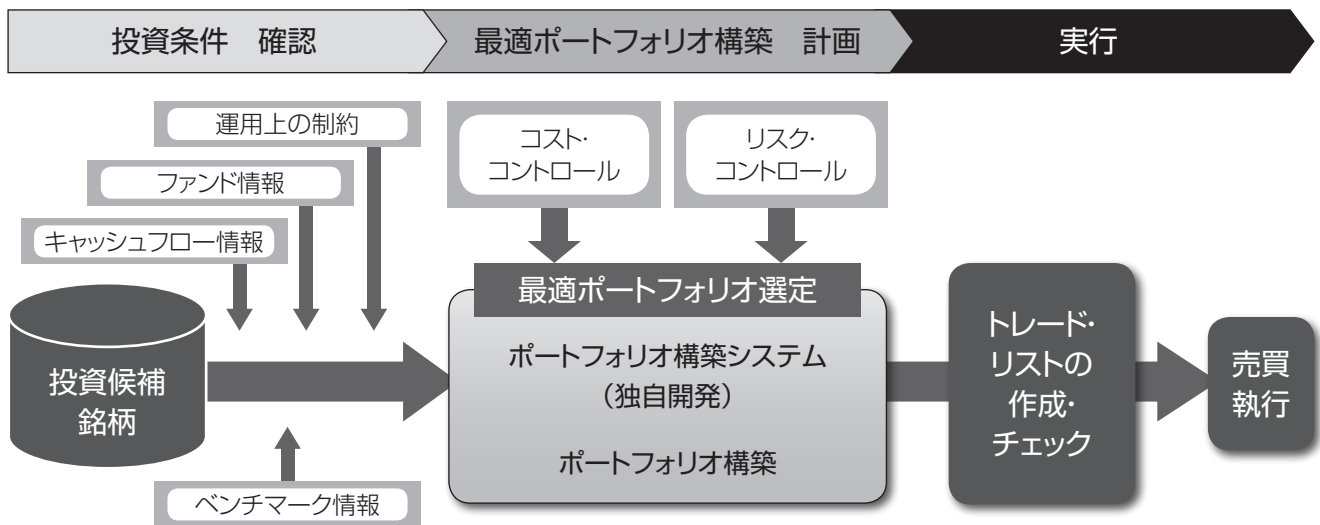 投資条件　確認
最適ポートフォリオ構築　計画
実行
運用上の制約
ファンド情報
キャッシュフロー情報
投資候補
銘柄
ベンチマーク情報
コスト・
コントロール
リスク・
コントロール
最適ポートフォリオ選定
ポートフォリオ構築システム
（独自開発）
ポートフォリオ構築
トレード・
リストの
作成・
チェック
売買
執行